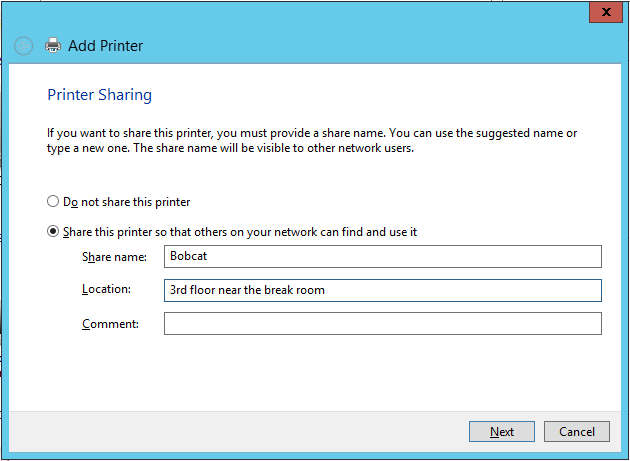 x
Add Printer
Printer Sharing
If you want to share this printer, you must provide a share name. You can use the suggested name or
type a new one. The share name will be visible to other network users.
Do not share this printer
Share this printer so that others on your network can find and use it
Share name: Bobcat
Location: 3rd floor near the break room
Comment:
Next Cancel